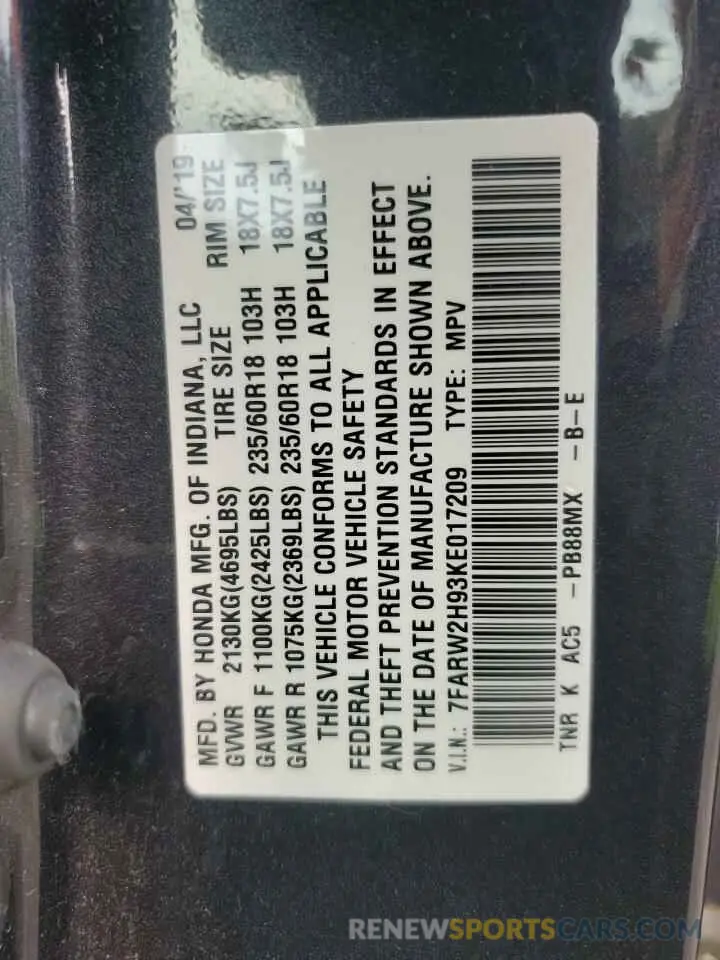 MFD. BY HONDA MFG. OF INDIANA, LLC 04/'19
GVWR 2130KG(4695LBS) TIRE SIZE RIM SIZE
GAWR F 1100KG(2425LBS) 235/60R18 103H 18X7.5J
GAWR R 1075KG(2369LBS) 235/60R18 103H 18X7.5J
THIS VEHICLE CONFORMS TO ALL APPLICABLE
FEDERAL MOTOR VEHICLE SAFETY
AND THEFT PREVENTION STANDARDS IN EFFECT
ON THE DATE OF MANUFACTURE SHOWN ABOVE.
V.I.N.: 7FARW2H93KE017209 TYPE: MPV
TNR K AC5 -PB88MX -B-E
RENEWSPORTSCARS.COM